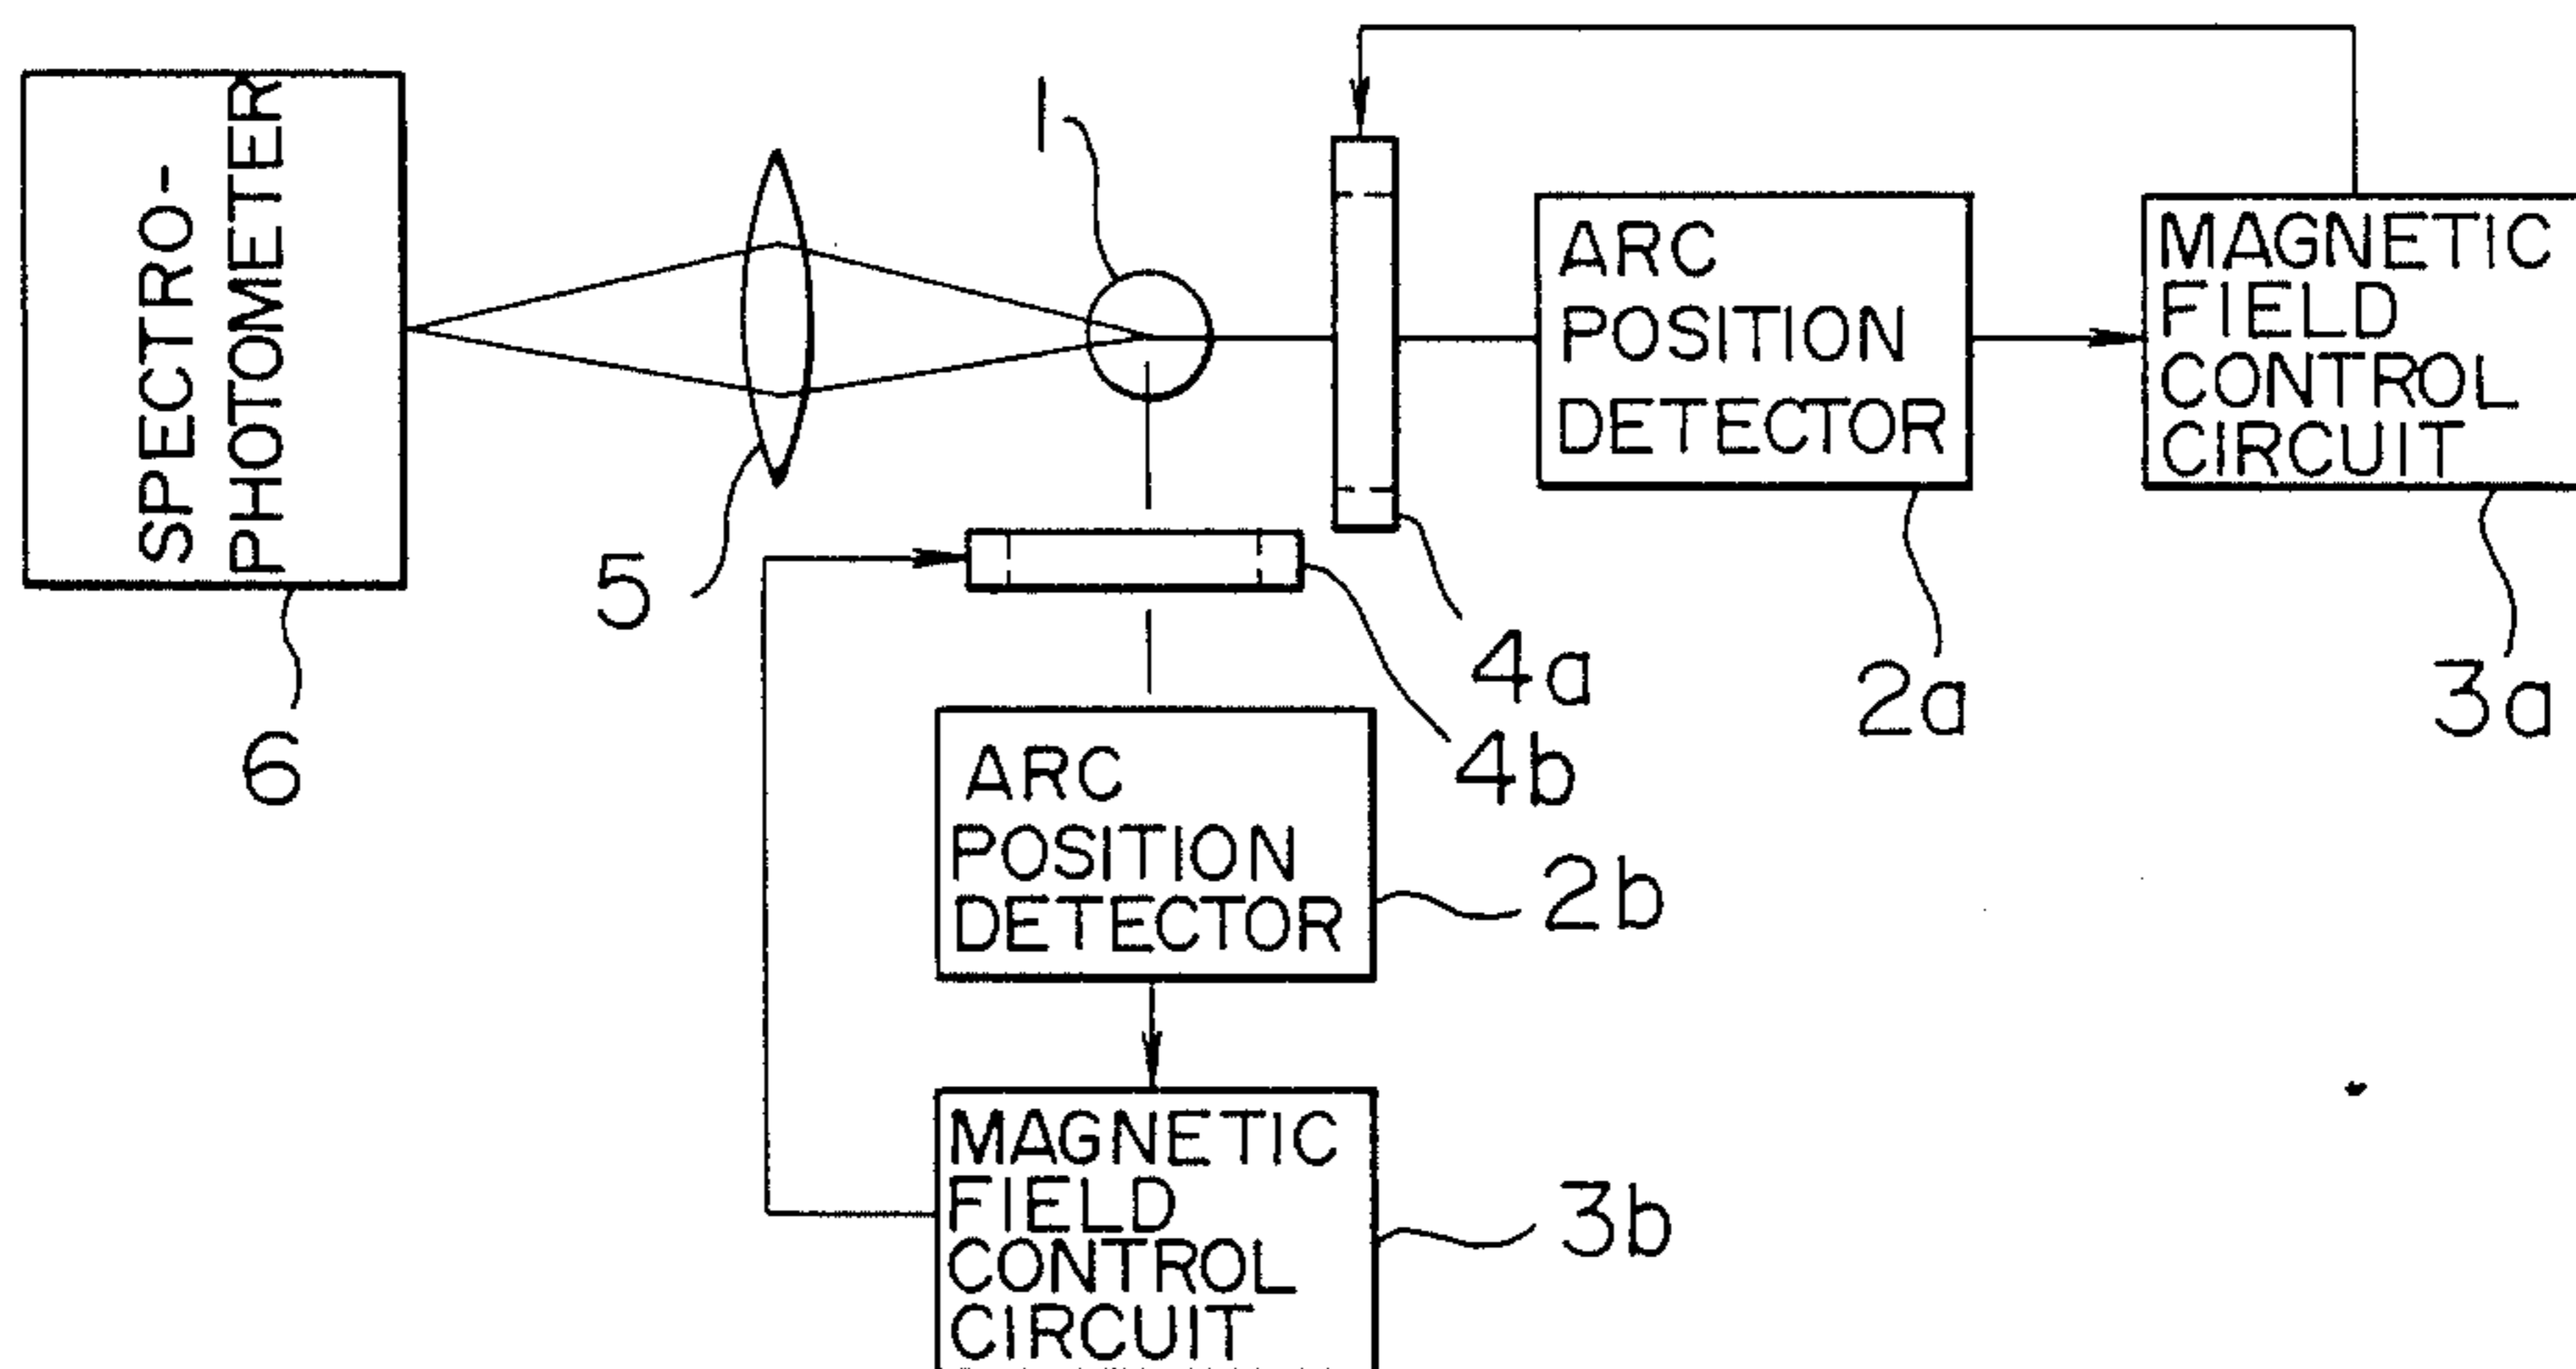 SPECTRO-
PHOTOMETER
6
5
1
4a
4b
ARC
POSITION
DETECTOR
2a
MAGNETIC
FIELD
CONTROL
CIRCUIT
3a
ARC
POSITION
DETECTOR
2b
MAGNETIC
FIELD
CONTROL
CIRCUIT
3b